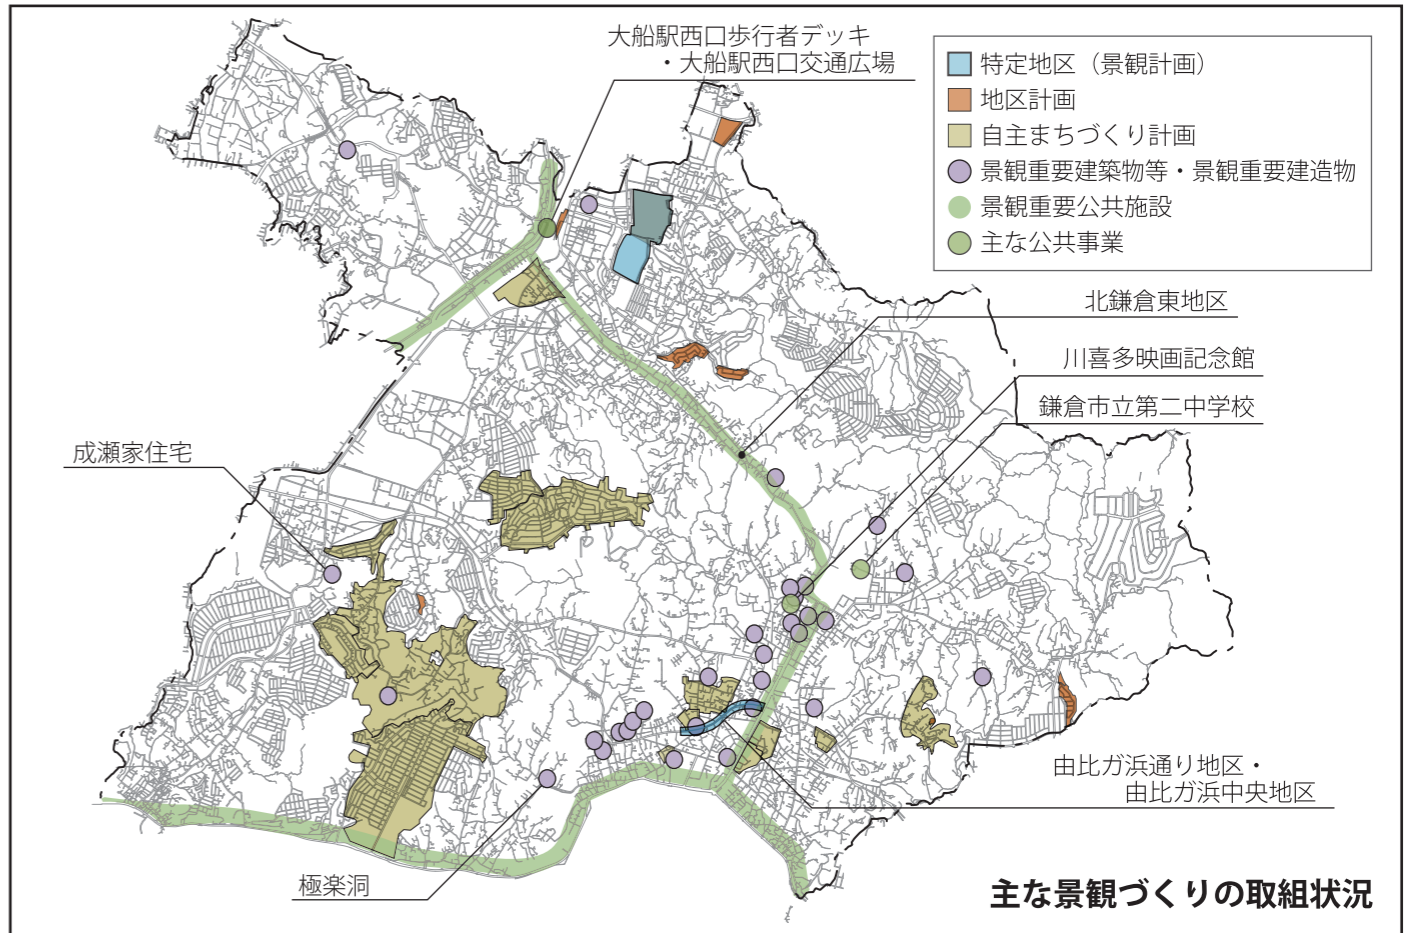 大船駅西口歩行者デッキ
・大船駅西口交通広場
特定地区（景観計画）
地区計画
自主まちづくり計画
景観重要建築物等・景観重要建造物
景観重要公共施設
主な公共事業
北鎌倉東地区
川喜多映画記念館
鎌倉市立第二中学校
成瀬家住宅
由比ガ浜通り地区・
由比ガ浜中央地区
極楽洞
主な景観づくりの取組状況